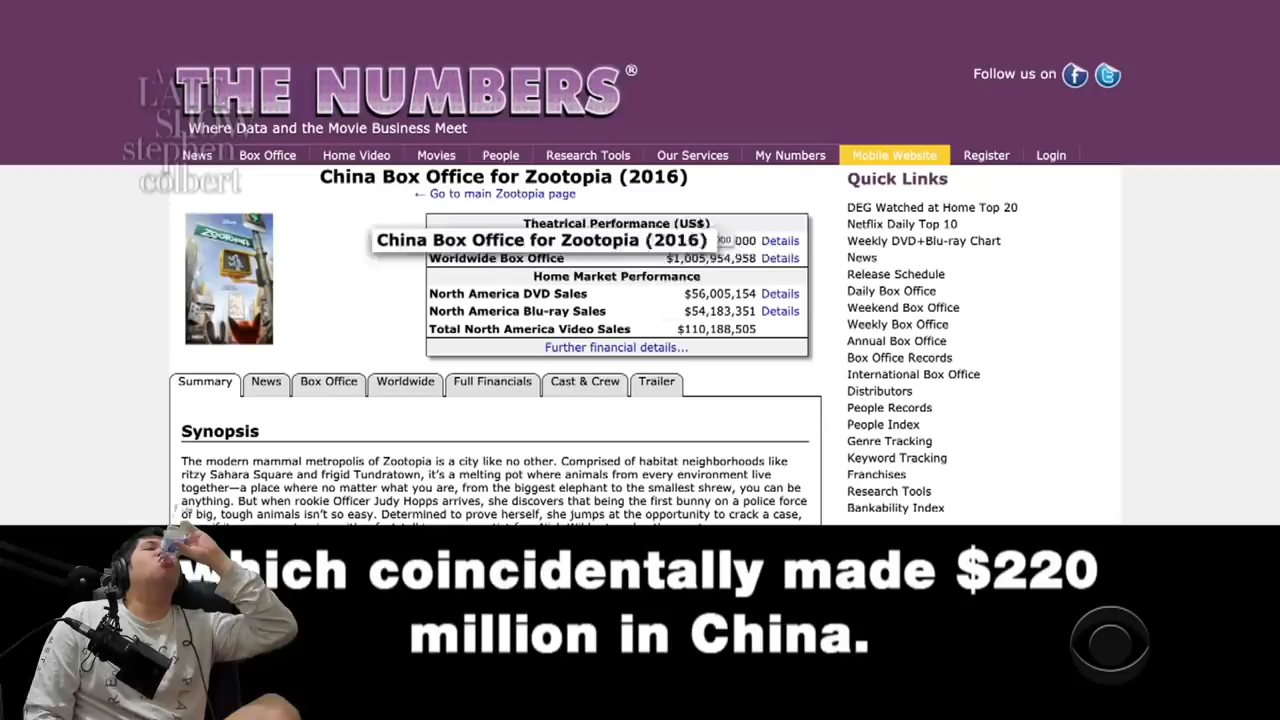 A
LATE
SHOW
stephen
colbert
THE NUMBERS®
Where Data and the Movie Business Meet
Follow us on
News Box Office Home Video Movies People Research Tools Our Services My Numbers Mobile Website Register Login
China Box Office for Zootopia (2016)
← Go to main Zootopia page
ZOOTOPIA
Theatrical Performance (US$)
China Box Office for Zootopia (2016)
000 Details
Worldwide Box Office $1,005,954,958 Details
Home Market Performance
North America DVD Sales $56,005,154 Details
North America Blu-ray Sales $54,183,351 Details
Total North America Video Sales $110,188,505
Further financial details...
Summary News Box Office Worldwide Full Financials Cast & Crew Trailer
Synopsis
The modern mammal metropolis of Zootopia is a city like no other. Comprised of habitat neighborhoods like
ritzy Sahara Square and frigid Tundratown, it's a melting pot where animals from every environment live
together—a place where no matter what you are, from the biggest elephant to the smallest shrew, you can be
anything. But when rookie Officer Judy Hopps arrives, she discovers that being the first bunny on a police force
of big, tough animals isn't so easy. Determined to prove herself, she jumps at the opportunity to crack a case,
Quick Links
DEG Watched at Home Top 20
Netflix Daily Top 10
Weekly DVD+Blu-ray Chart
News
Release Schedule
Daily Box Office
Weekend Box Office
Weekly Box Office
Annual Box Office
Box Office Records
International Box Office
Distributors
People Records
People Index
Genre Tracking
Keyword Tracking
Franchises
Research Tools
Bankability Index
which coincidentally made $220
million in China.